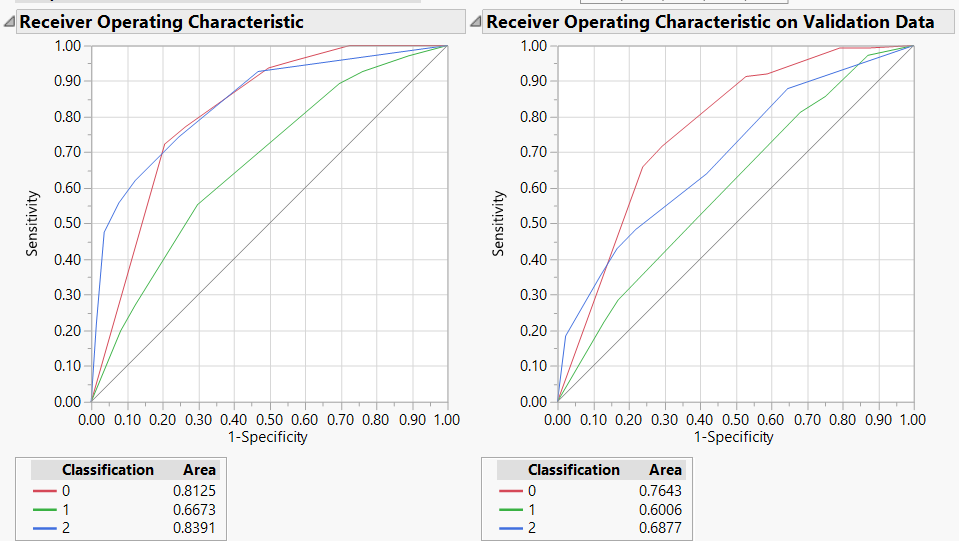 Receiver Operating Characteristic
1.00
0.90
0.80
0.70
0.60
0.50
0.40
0.30
0.20
0.10
0.00
Sensitivity
0.00 0.10 0.20 0.30 0.40 0.50 0.60 0.70 0.80 0.90 1.00
1-Specificity
Classification Area
0 0.8125
1 0.6673
2 0.8391
Receiver Operating Characteristic on Validation Data
1.00
0.90
0.80
0.70
0.60
0.50
0.40
0.30
0.20
0.10
0.00
Sensitivity
0.00 0.10 0.20 0.30 0.40 0.50 0.60 0.70 0.80 0.90 1.00
1-Specificity
Classification Area
0 0.7643
1 0.6006
2 0.6877